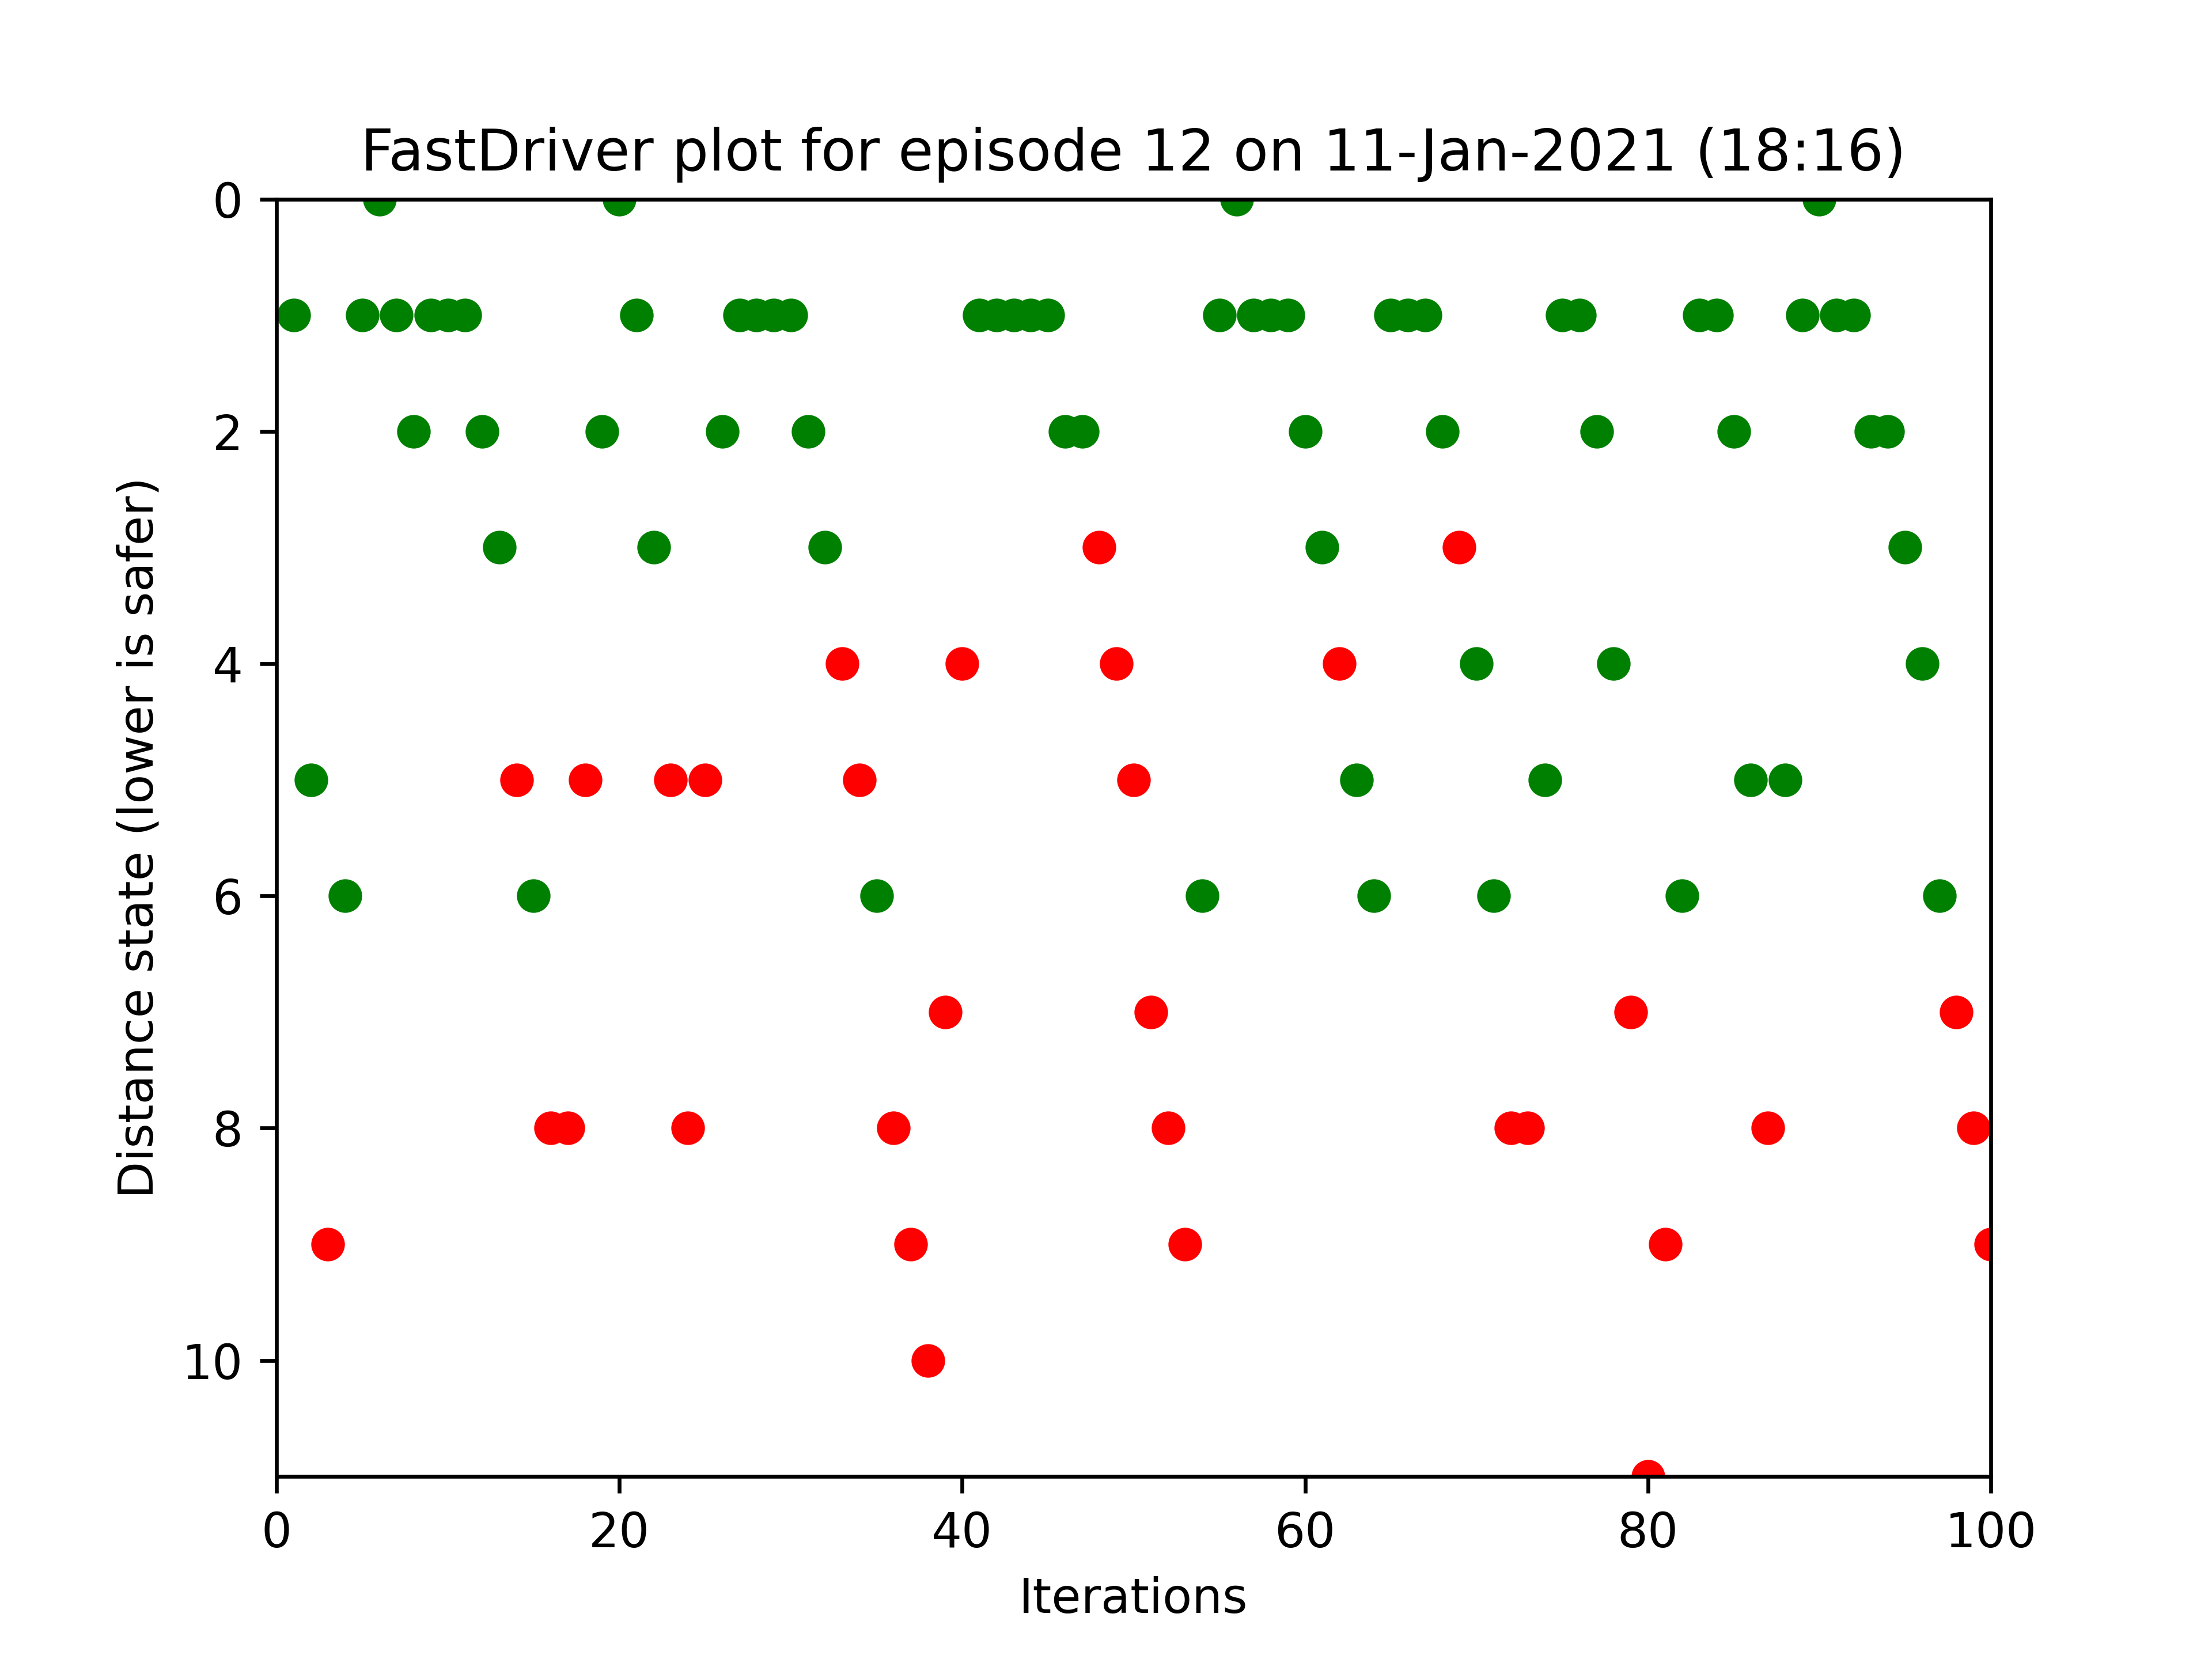 FastDriver plot for episode 12 on 11-Jan-2021 (18:16)
0
2
4
6
8
10
Distance state (lower is safer)
0 20 40 60 80 100
Iterations